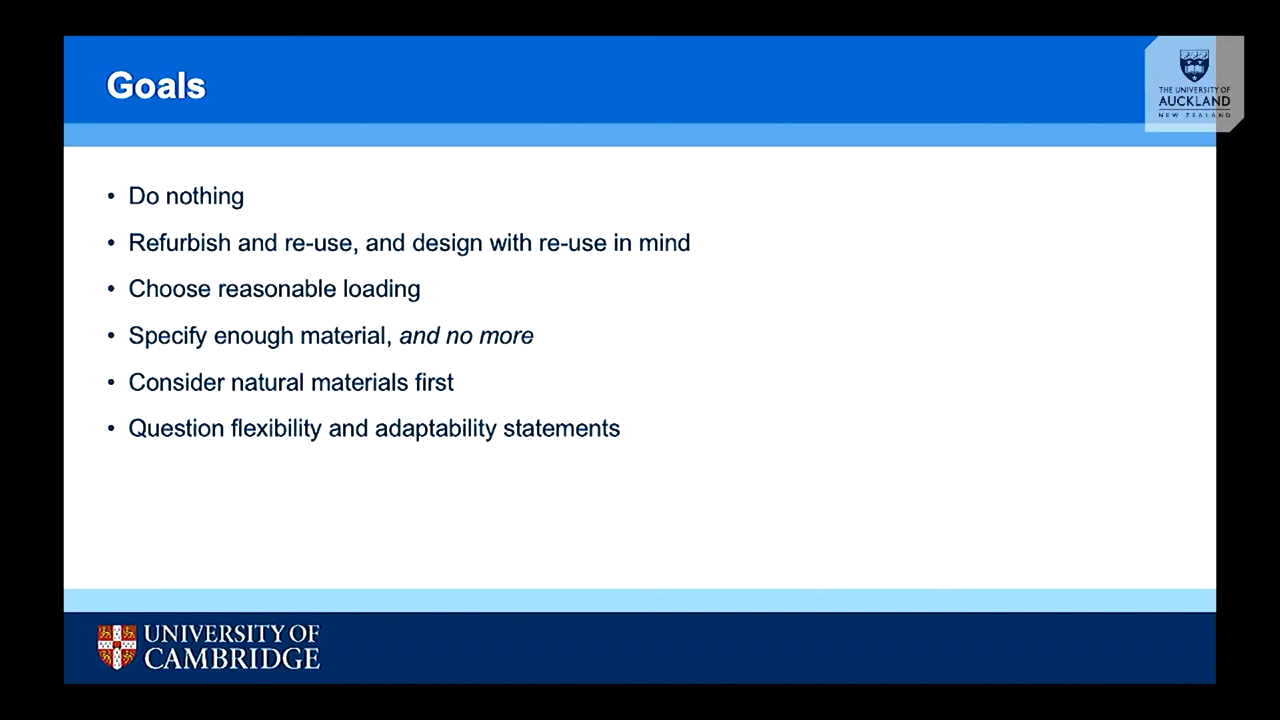 Goals
THE UNIVERSITY OF
AUCKLAND
NEW ZEALAND
• Do nothing
• Refurbish and re-use, and design with re-use in mind
• Choose reasonable loading
• Specify enough material, and no more
• Consider natural materials first
• Question flexibility and adaptability statements
UNIVERSITY OF
CAMBRIDGE